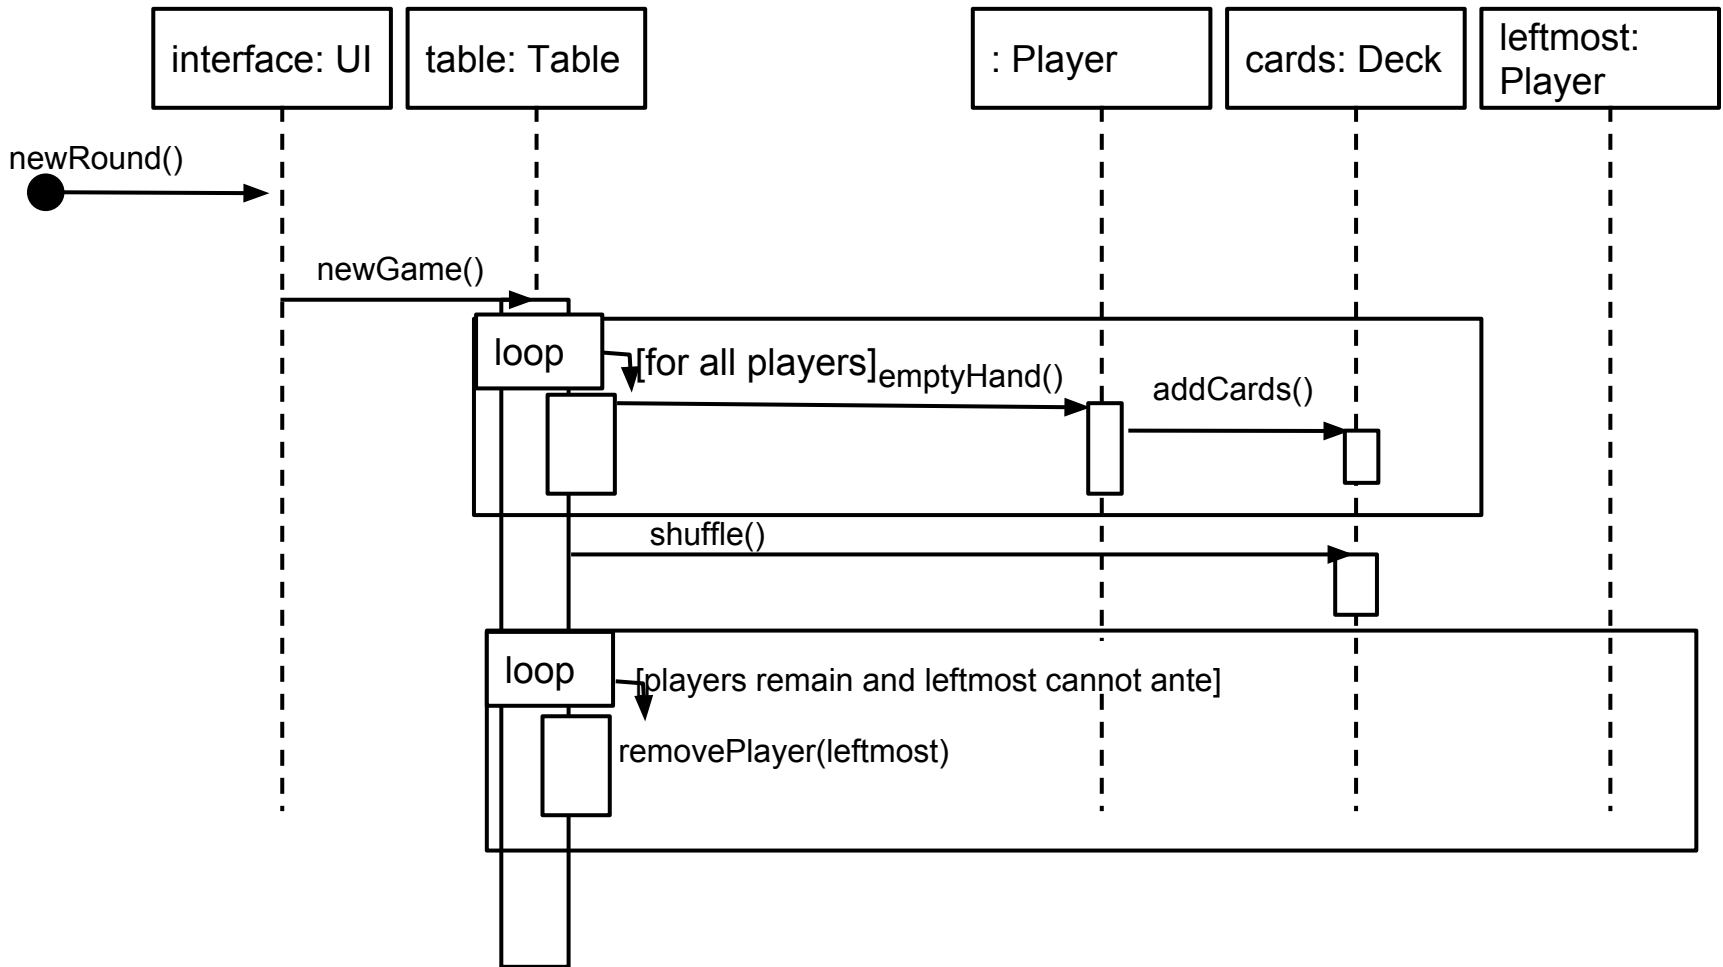 interface: UI
table: Table
: Player
cards: Deck
leftmost:
Player
newRound()
newGame()
loop
[for all players]
emptyHand()
addCards()
shuffle()
loop
[players remain and leftmost cannot ante]
removePlayer(leftmost)